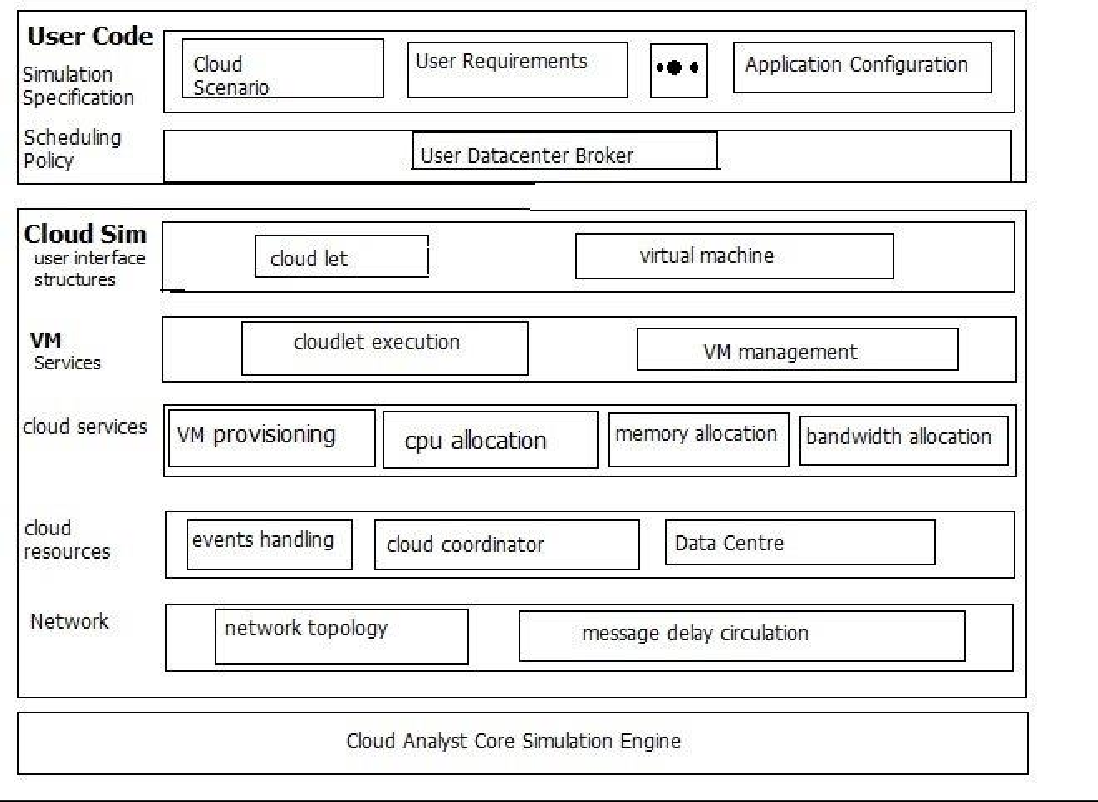 User Code
Simulation
Specification
Cloud
Scenario
User Requirements
Application Configuration
Scheduling
Policy
User Datacenter Broker
Cloud Sim
user interface
structures
cloud let
virtual machine
VM
Services
cloudlet execution
VM management
cloud services
VM provisioning
cpu allocation
memory allocation
bandwidth allocation
cloud
resources
events handling
cloud coordinator
Data Centre
Network
network topology
message delay circulation
Cloud Analyst Core Simulation Engine